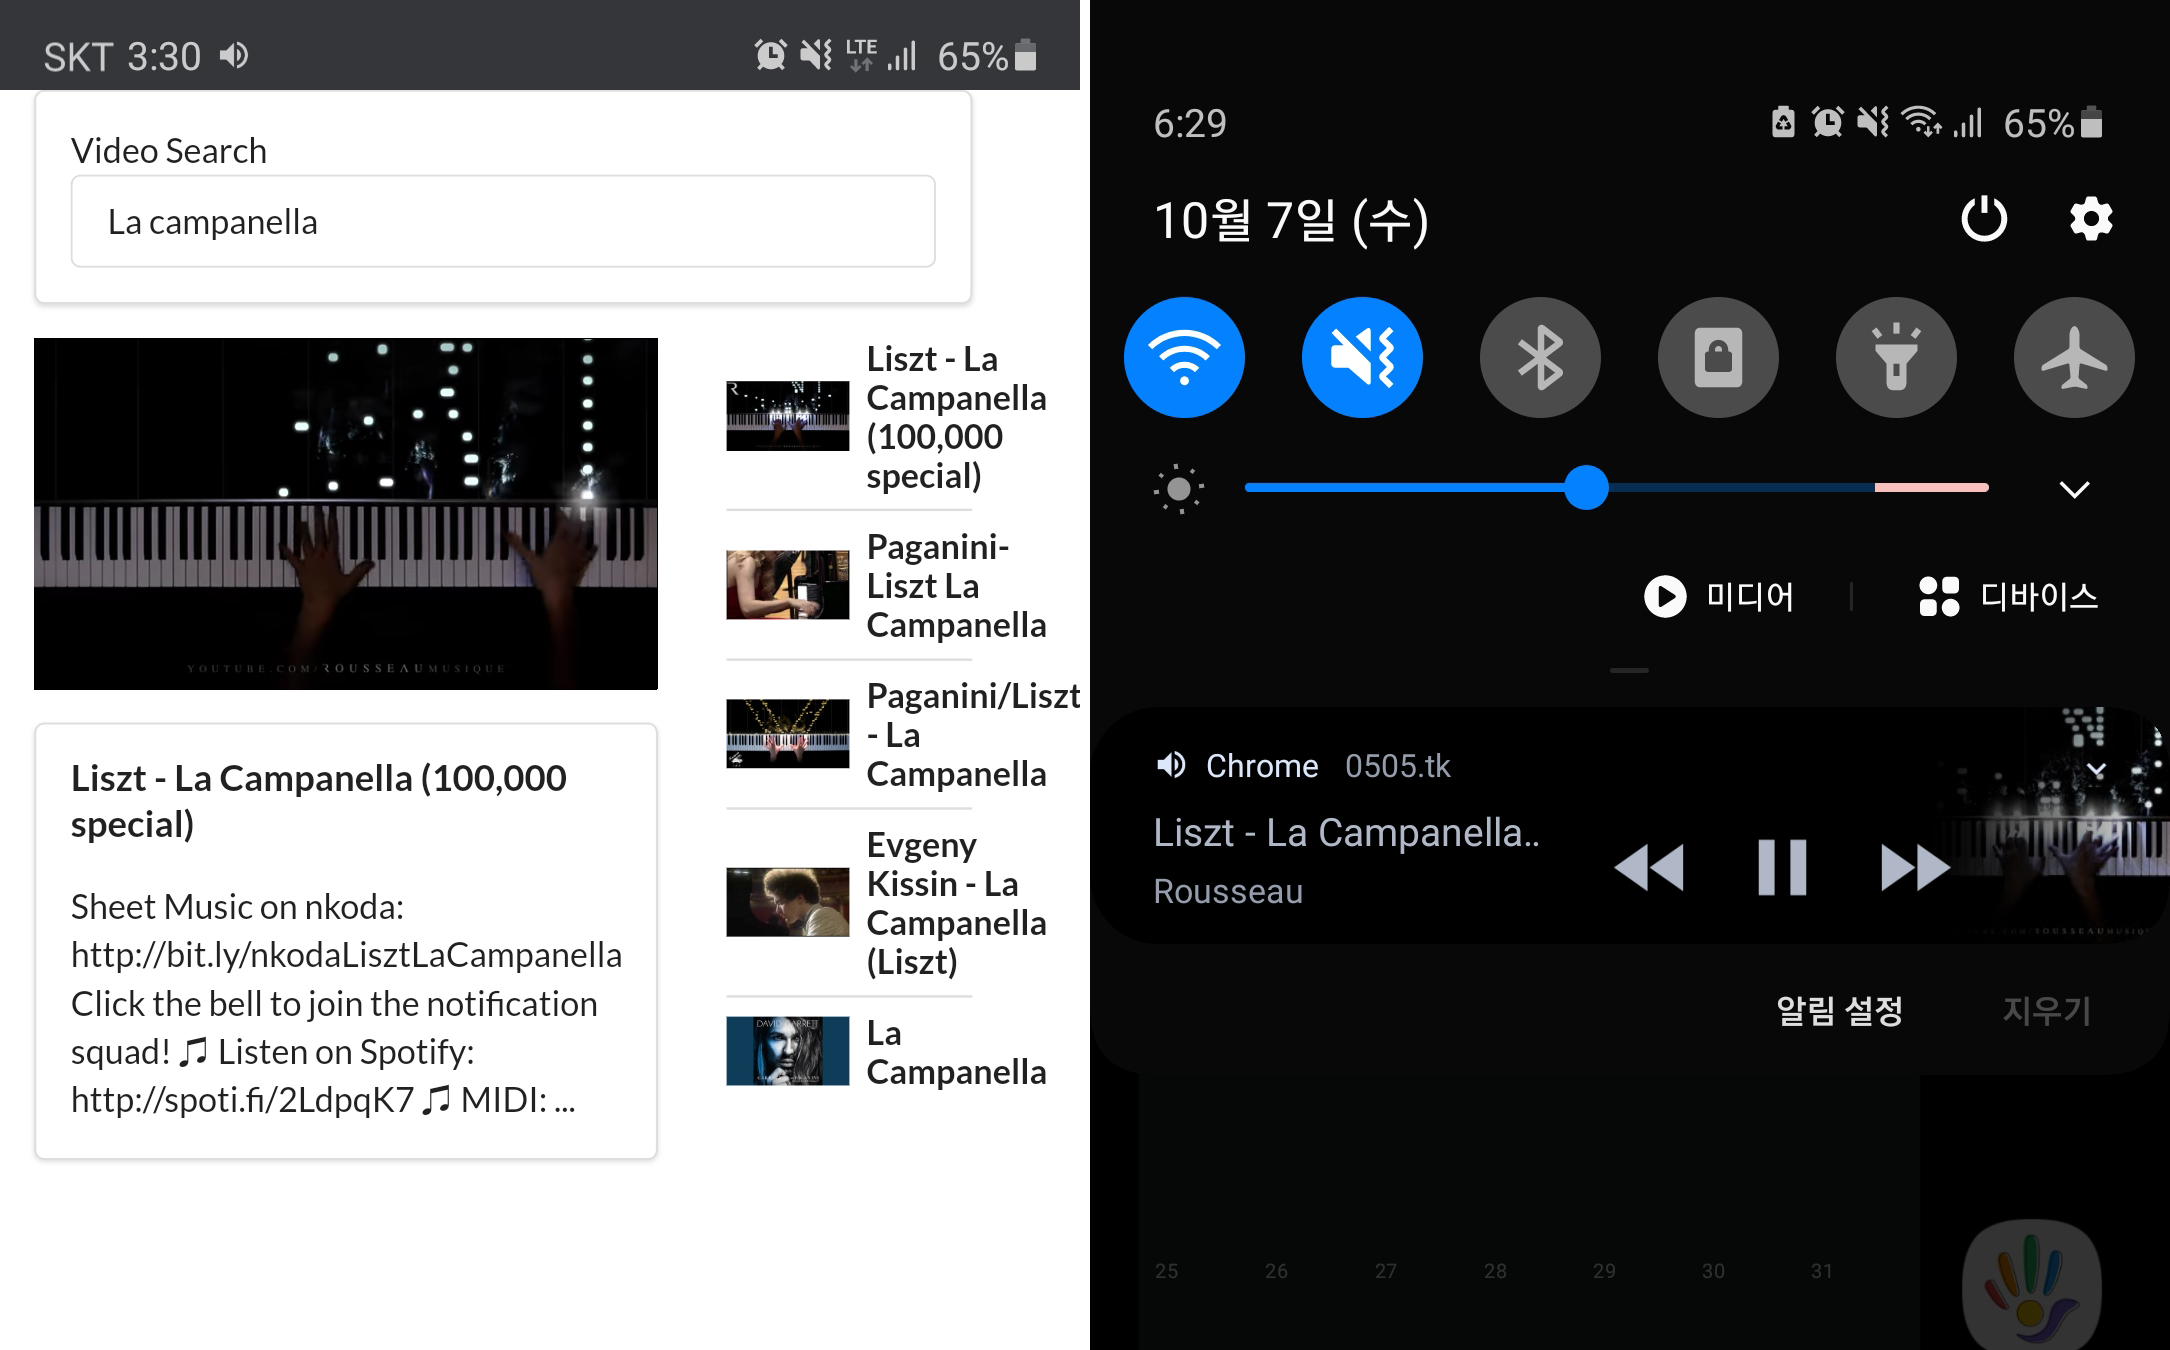 SKT 3:30
LTE
65%
Video Search
La campanella
YOUTUBE.COM/ROUSSEAUMUSIQUE
Liszt - La Campanella (100,000
special)
Sheet Music on nkoda:
http://bit.ly/nkodaLisztLaCampanella
Click the bell to join the notification
squad! 🎵 Listen on Spotify:
http://spoti.fi/2LdpqK7 🎵 MIDI: ...
Liszt - La
Campanella
(100,000
special)
Paganini-
Liszt La
Campanella
Paganini/Liszt
- La
Campanella
Evgeny
Kissin - La
Campanella
(Liszt)
La
Campanella
6:29
65%
10월 7일 (수)
미디어
디바이스
Chrome 0505.tk
Liszt - La Campanella..
Rousseau
알림 설정
지우기
25 26 27 28 29 30 31